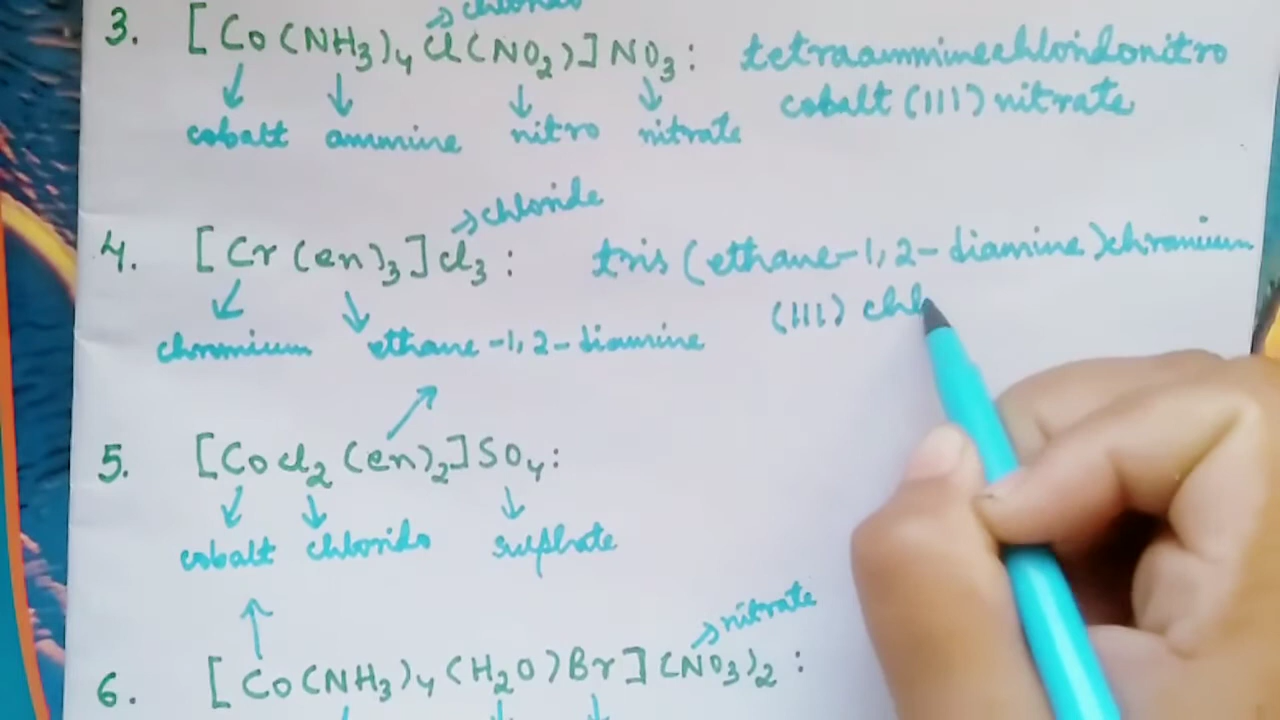 chlorido
3. [Co(NH3)4Cl(NO2)]NO3: tetraamminechloridonitro
cobalt (III) nitrate
cobalt ammine nitro nitrate
chloride
4. [Cr(en)3]Cl3: tris (ethane-1,2-diamine)chromium
(III) chl
chromium ethane-1,2-diamine
5. [CoCl2(en)2]SO4:
cobalt chlorido sulphate
nitrate
6. [Co(NH3)4(H2O)Br](NO3)2: